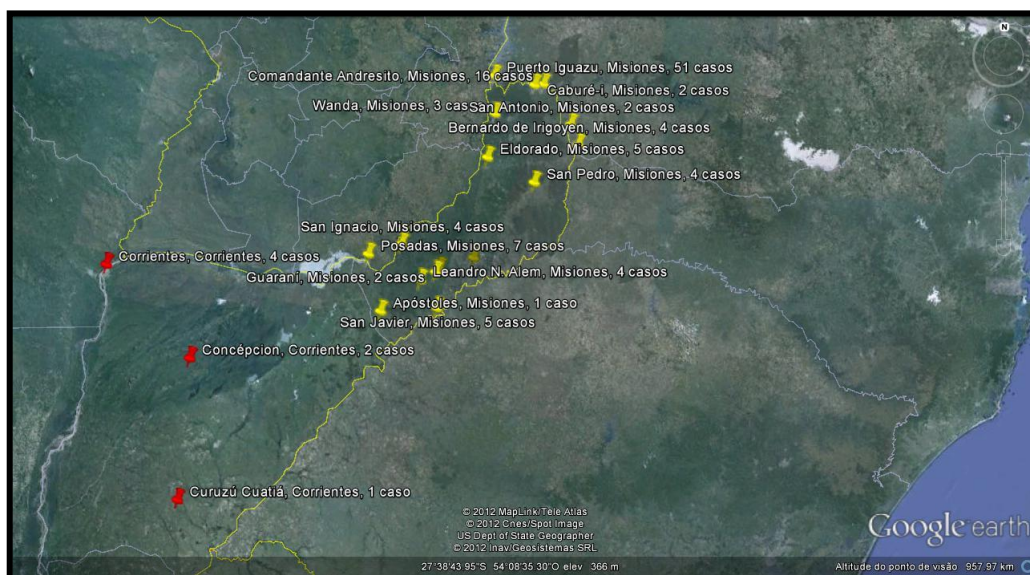 N
Puerto Iguazu, Misiones, 51 casos
Comandante Andresito, Misiones, 16 casos
Caburé-i, Misiones, 2 casos
Wanda, Misiones, 3 casos
San Antonio, Misiones, 2 casos
Bernardo de Irigoyen, Misiones, 4 casos
Eldorado, Misiones, 5 casos
San Pedro, Misiones, 4 casos
San Ignacio, Misiones, 4 casos
Posadas, Misiones, 7 casos
Corrientes, Corrientes, 4 casos
Guaraní, Misiones, 2 casos
Leandro N. Alem, Misiones, 4 casos
Apóstoles, Misiones, 1 caso
San Javier, Misiones, 5 casos
Concépcion, Corrientes, 2 casos
Curuzú Cuatiá, Corrientes, 1 caso
© 2012 MapLink/Tele Atlas
© 2012 Cnes/Spot Image
US Dept of State Geographer
© 2012 Inav/Geosistemas SRL
Google earth
27°38'43.95"S 54°08'35.30"O elev 366 m
Altitude do ponto de visão 957.97 km